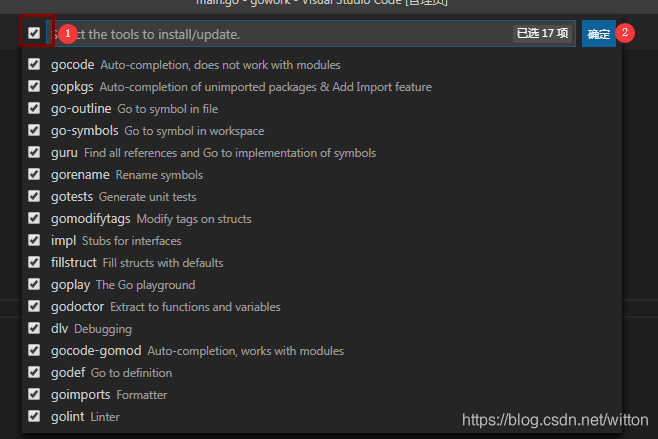 main.go - gowork - Visual Studio Code [管理员]
1 Select the tools to install/update. 已选 17 项 确定 2
gocode Auto-completion, does not work with modules
gopkgs Auto-completion of unimported packages & Add Import feature
go-outline Go to symbol in file
go-symbols Go to symbol in workspace
guru Find all references and Go to implementation of symbols
gorename Rename symbols
gotests Generate unit tests
gomodifytags Modify tags on structs
impl Stubs for interfaces
fillstruct Fill structs with defaults
goplay The Go playground
godoctor Extract to functions and variables
dlv Debugging
gocode-gomod Auto-completion, works with modules
godef Go to definition
goimports Formatter
golint Linter
https://blog.csdn.net/witton